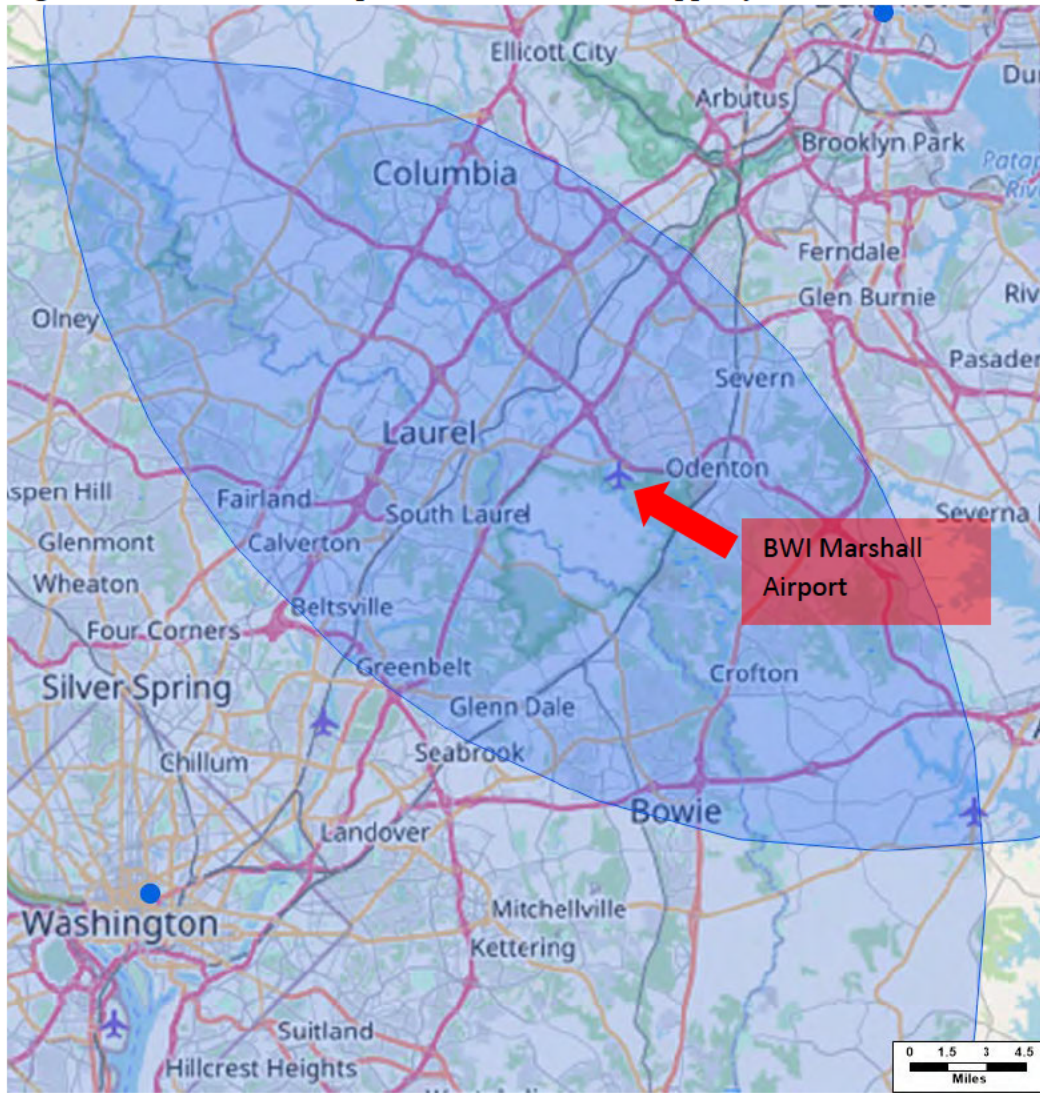 Ellicott City
Arbutus
Brooklyn Park
Columbia
Ferndale
Glen Burnie
Olney
Severn
Laurel
Odenton
Fairland
South Laurel
Glenmont
Calverton
BWI Marshall
Airport
Wheaton
Beltsville
Four Corners
Greenbelt
Crofton
Silver Spring
Glenn Dale
Seabrook
Chillum
Bowie
Landover
Washington
Mitchellville
Kettering
Suitland
Hillcrest Heights
0 1.5 3 4.5
Miles